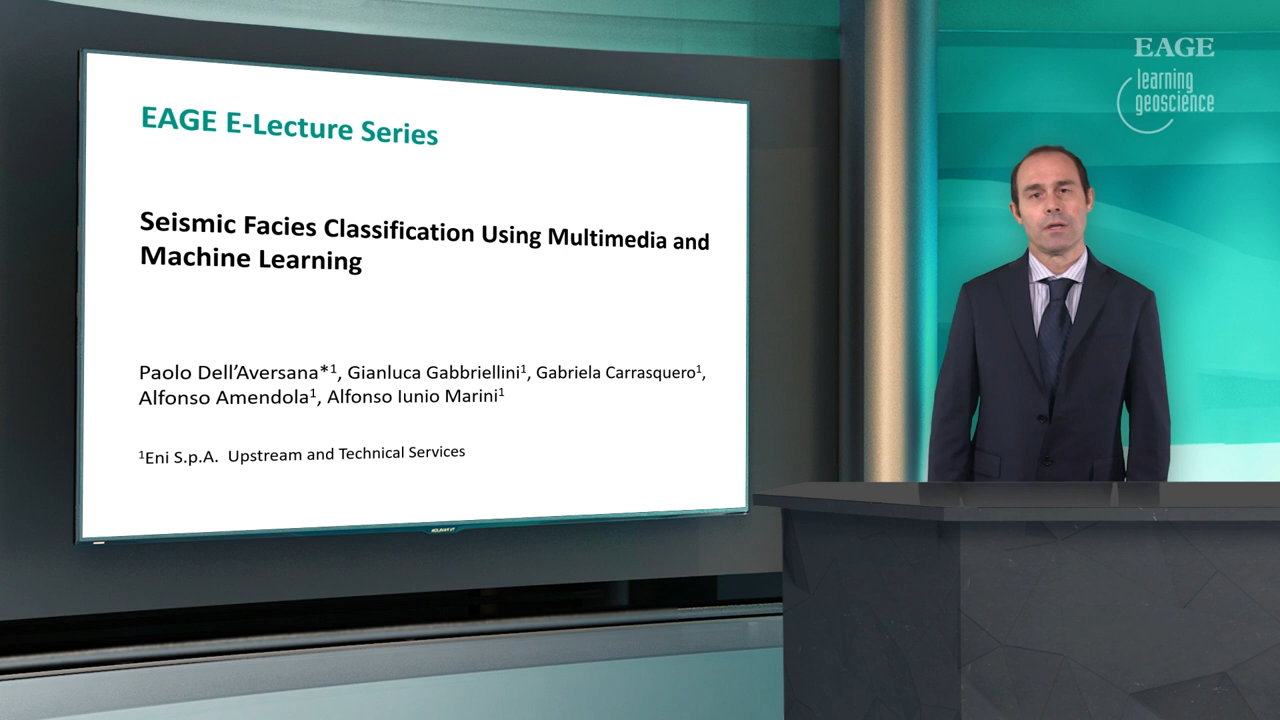 EAGE E-Lecture Series
Seismic Facies Classification Using Multimedia and
Machine Learning
Paolo Dell’Aversana*¹, Gianluca Gabbriellini¹, Gabriela Carrasquero¹,
Alfonso Amendola¹, Alfonso Iunio Marini¹
¹Eni S.p.A. Upstream and Technical Services
EAGE
learning
geoscience